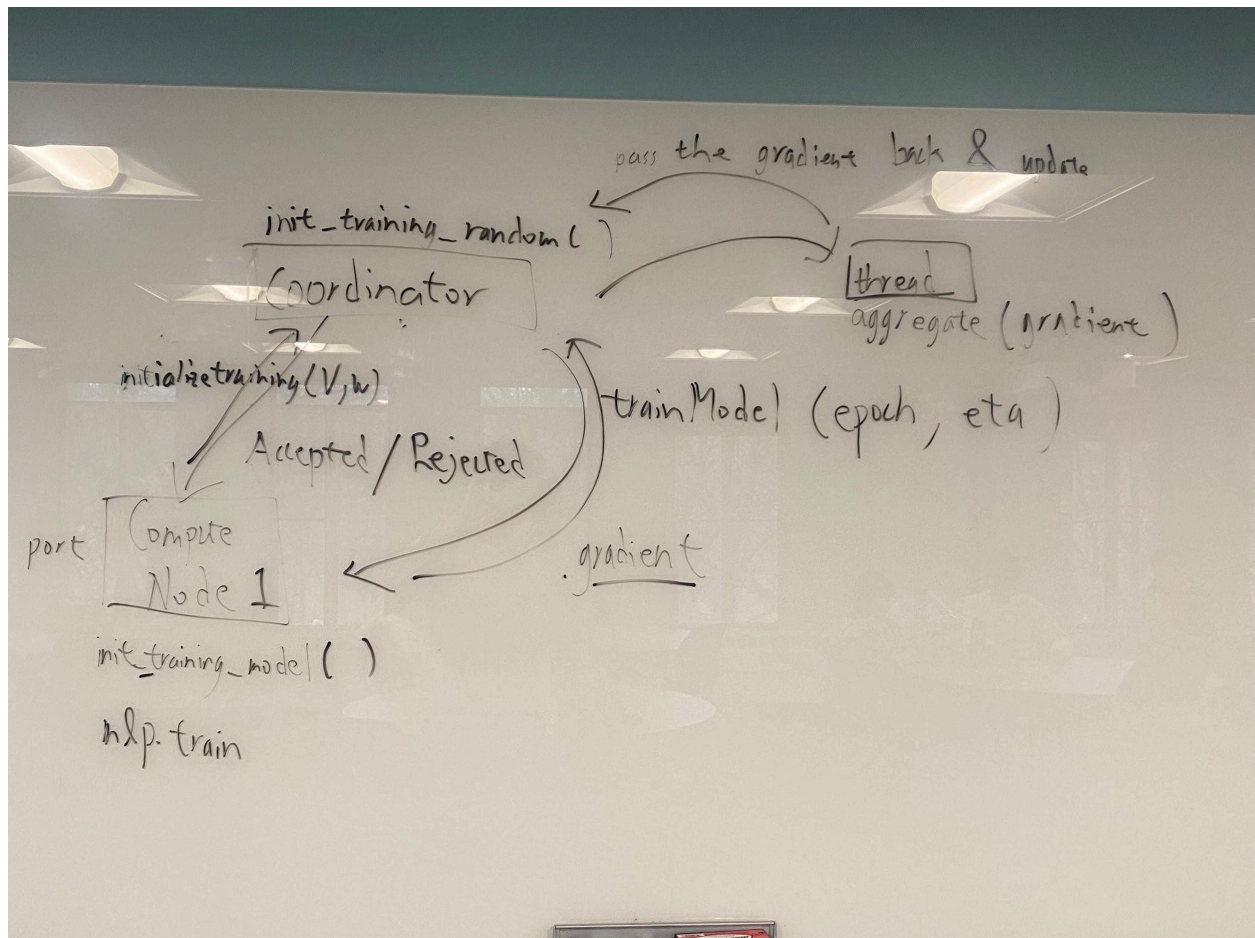 pass the gradient back & update
init_training_random( )
Coordinator
thread
aggregate (gradient)
initializetraining(V,w)
trainModel (epoch, eta)
Accepted/Rejected
port
Compute
Node 1
gradient
init_training_model( )
mlp.train